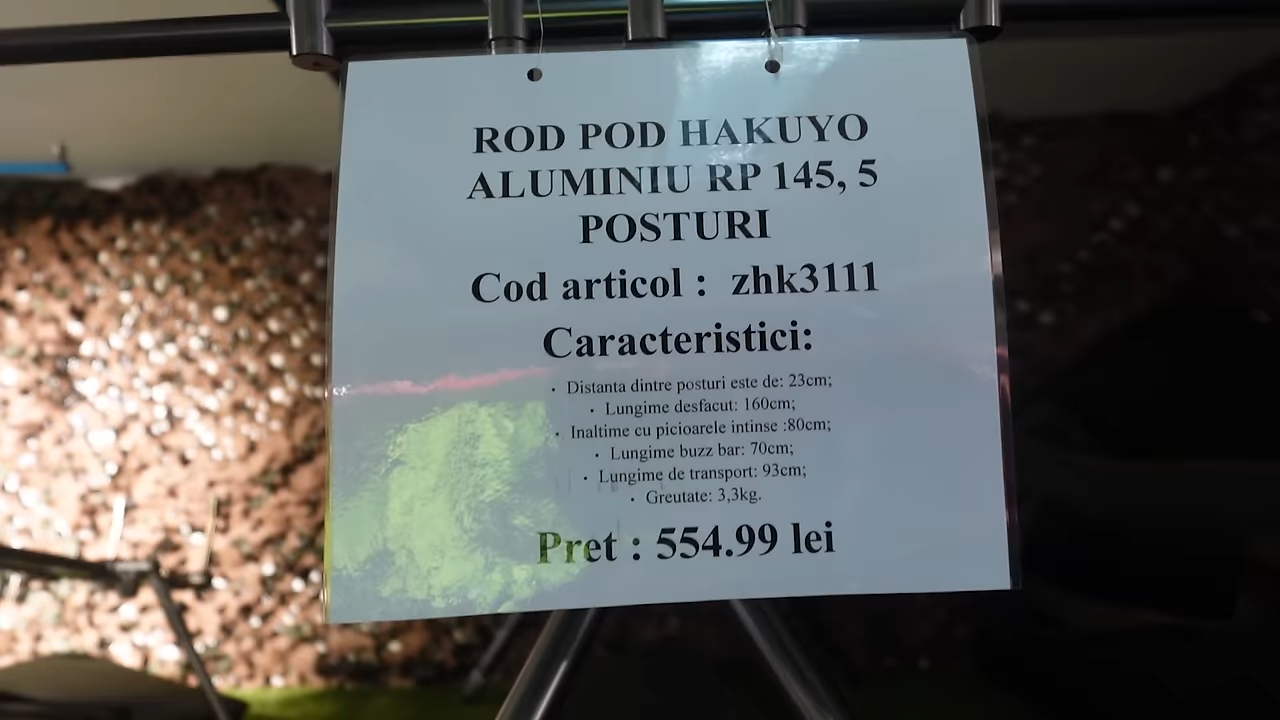 ROD POD HAKUYO
ALUMINIU RP 145, 5
POSTURI
Cod articol : zhk3111
Caracteristici:
· Distanta dintre posturi este de: 23cm;
· Lungime desfacut: 160cm;
· Inaltime cu picioarele intinse :80cm;
· Lungime buzz bar: 70cm;
· Lungime de transport: 93cm;
· Greutate: 3,3kg.
Pret : 554.99 lei